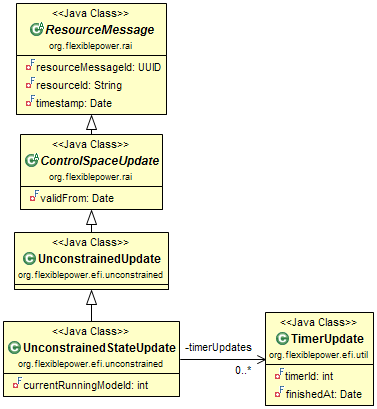 <<Java Class>>
ResourceMessage
org.flexiblepower.rai
resourceMessageId: UUID
resourceId: String
timestamp: Date
<<Java Class>>
ControlSpaceUpdate
org.flexiblepower.rai
validFrom: Date
<<Java Class>>
UnconstrainedUpdate
org.flexiblepower.efi.unconstrained
<<Java Class>>
UnconstrainedStateUpdate
org.flexiblepower.efi.unconstrained
currentRunningModeId: int
-timerUpdates
0..*
<<Java Class>>
TimerUpdate
org.flexiblepower.efi.util
timerId: int
finishedAt: Date